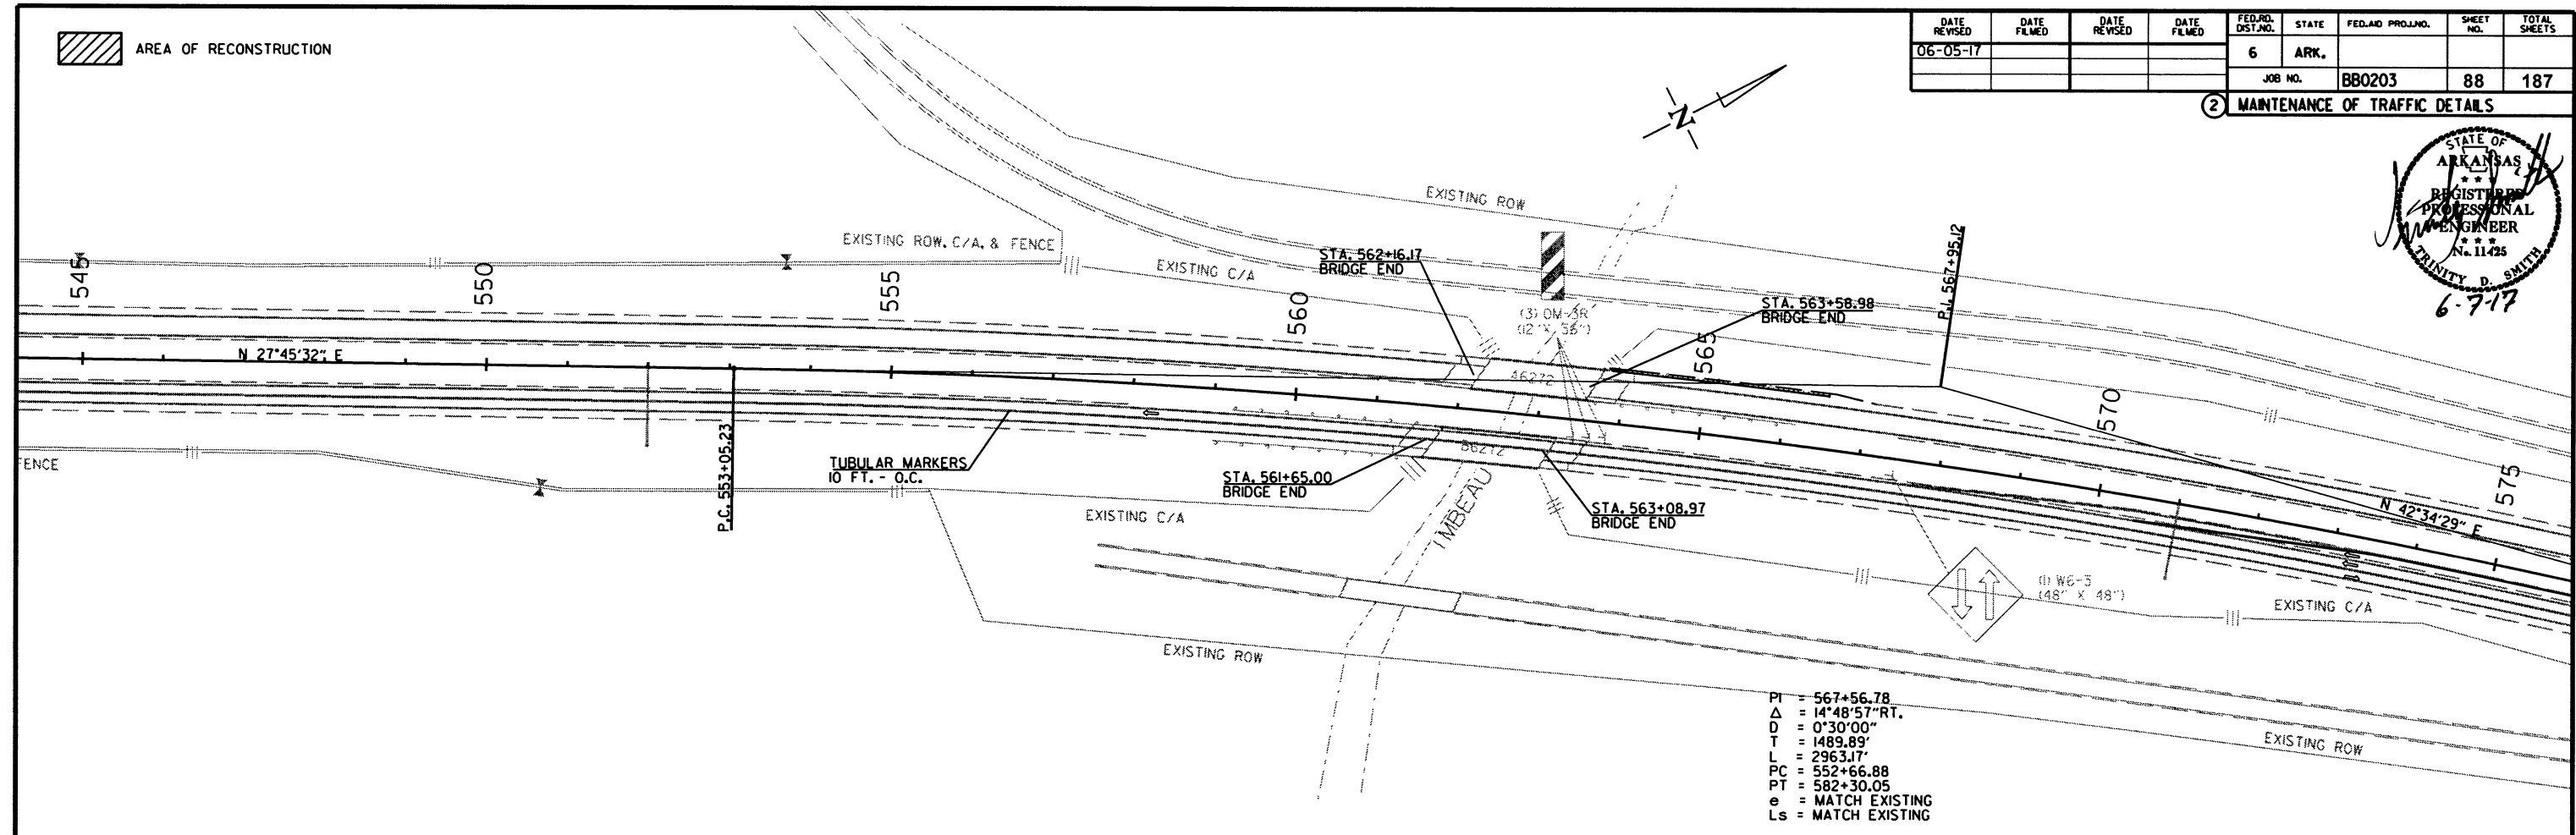 AREA OF RECONSTRUCTION
DATE REVISED
DATE FILMED
DATE REVISED
DATE FILMED
FED.RD. DIST.NO.
STATE
FED.AID PROJ.NO.
SHEET NO.
TOTAL SHEETS
06-05-17
6
ARK.
JOB NO.
BB0203
88
187
2 MAINTENANCE OF TRAFFIC DETAILS
STATE OF
ARKANSAS
* * *
REGISTERED
PROFESSIONAL
ENGINEER
* * *
No. 11425
TRINITY D. SMITH
6-7-17
N
EXISTING ROW
EXISTING ROW, C/A, & FENCE
EXISTING C/A
STA. 562+16.17
BRIDGE END
(3) OM-3R
(12" X 36")
STA. 563+58.98
BRIDGE END
P.I. 567+95.12
545
550
555
560
565
570
575
N 27°45'32" E
A6272
B6272
N 42°34'29" E
FENCE
P.C. 553+05.23
TUBULAR MARKERS
10 FT. - O.C.
STA. 561+65.00
BRIDGE END
STA. 563+08.97
BRIDGE END
EXISTING C/A
IMBEAU
(1) W6-3
(48" X 48")
EXISTING C/A
EXISTING ROW
EXISTING ROW
PI = 567+56.78
Δ = 14°48'57"RT.
D = 0°30'00"
T = 1489.89'
L = 2963.17'
PC = 552+66.88
PT = 582+30.05
e = MATCH EXISTING
Ls = MATCH EXISTING